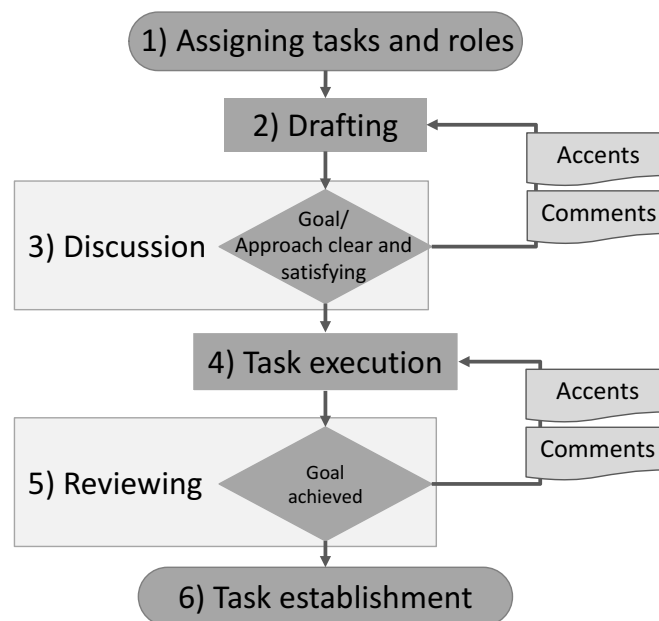 1) Assigning tasks and roles
2) Drafting
Accents
Comments
3) Discussion
Goal/
Approach clear and
satisfying
4) Task execution
Accents
Comments
5) Reviewing
Goal
achieved
6) Task establishment